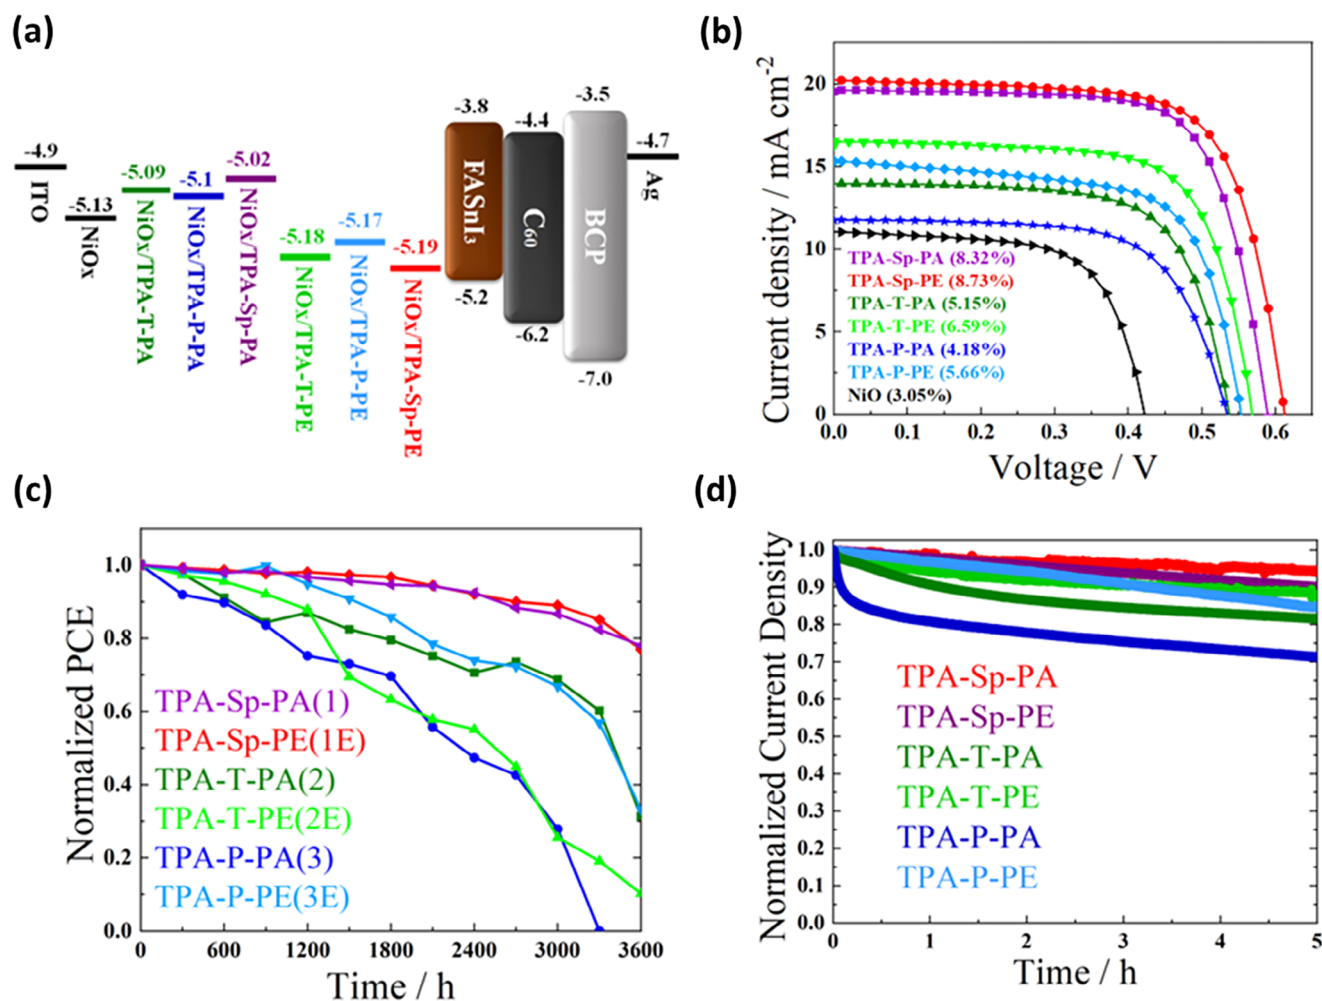 (a)
-4.9
ITO
-5.13
NiOx
-5.09
NiOx/TPA-T-PA
-5.1
NiOx/TPA-P-PA
-5.02
NiOx/TPA-Sp-PA
-5.18
NiOx/TPA-T-PE
-5.17
NiOx/TPA-P-PE
-5.19
NiOx/TPA-Sp-PE
-3.8
FASnI3
-5.2
-4.4
C60
-6.2
-3.5
BCP
-7.0
-4.7
Ag
(b)
Current density / mA cm-2
20
15
10
5
0
TPA-Sp-PA (8.32%)
TPA-Sp-PE (8.73%)
TPA-T-PA (5.15%)
TPA-T-PE (6.59%)
TPA-P-PA (4.18%)
TPA-P-PE (5.66%)
NiO (3.05%)
0.0 0.1 0.2 0.3 0.4 0.5 0.6
Voltage / V
(c)
Normalized PCE
1.0
0.8
0.6
0.4
0.2
0.0
TPA-Sp-PA(1)
TPA-Sp-PE(1E)
TPA-T-PA(2)
TPA-T-PE(2E)
TPA-P-PA(3)
TPA-P-PE(3E)
0 600 1200 1800 2400 3000 3600
Time / h
(d)
Normalized Current Density
1.0
0.9
0.8
0.7
0.6
0.5
0.4
0.3
0.2
0.1
0.0
TPA-Sp-PA
TPA-Sp-PE
TPA-T-PA
TPA-T-PE
TPA-P-PA
TPA-P-PE
0 1 2 3 4 5
Time / h